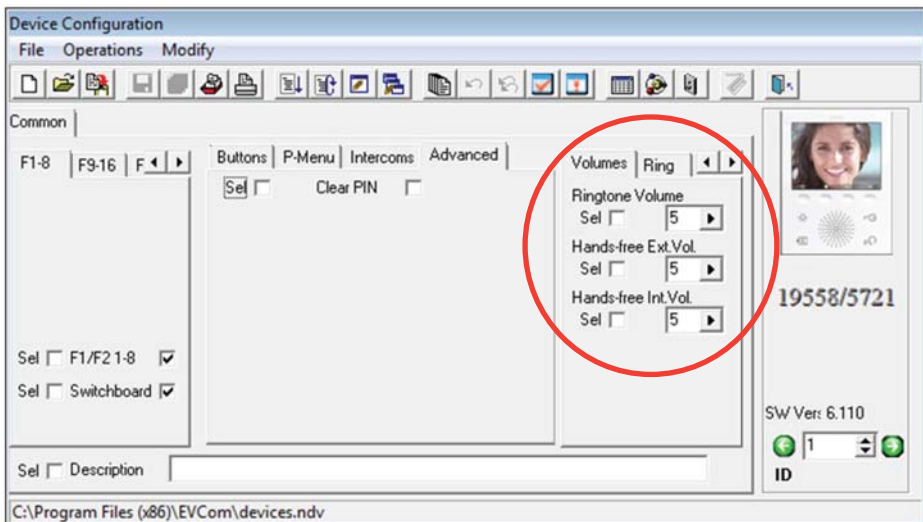 Device Configuration
File Operations Modify
Common
F1-8 F9-16 F
Buttons P-Menu Intercoms Advanced
Volumes Ring
Sel Clear PIN
Ringtone Volume
Sel 5
Hands-free Ext.Vol.
Sel 5
Hands-free Int.Vol.
Sel 5
19558/5721
Sel F1/F2 1-8
Sel Switchboard
SW Ver: 6.110
1
ID
Sel Description
C:\Program Files (x86)\EVCom\devices.ndv